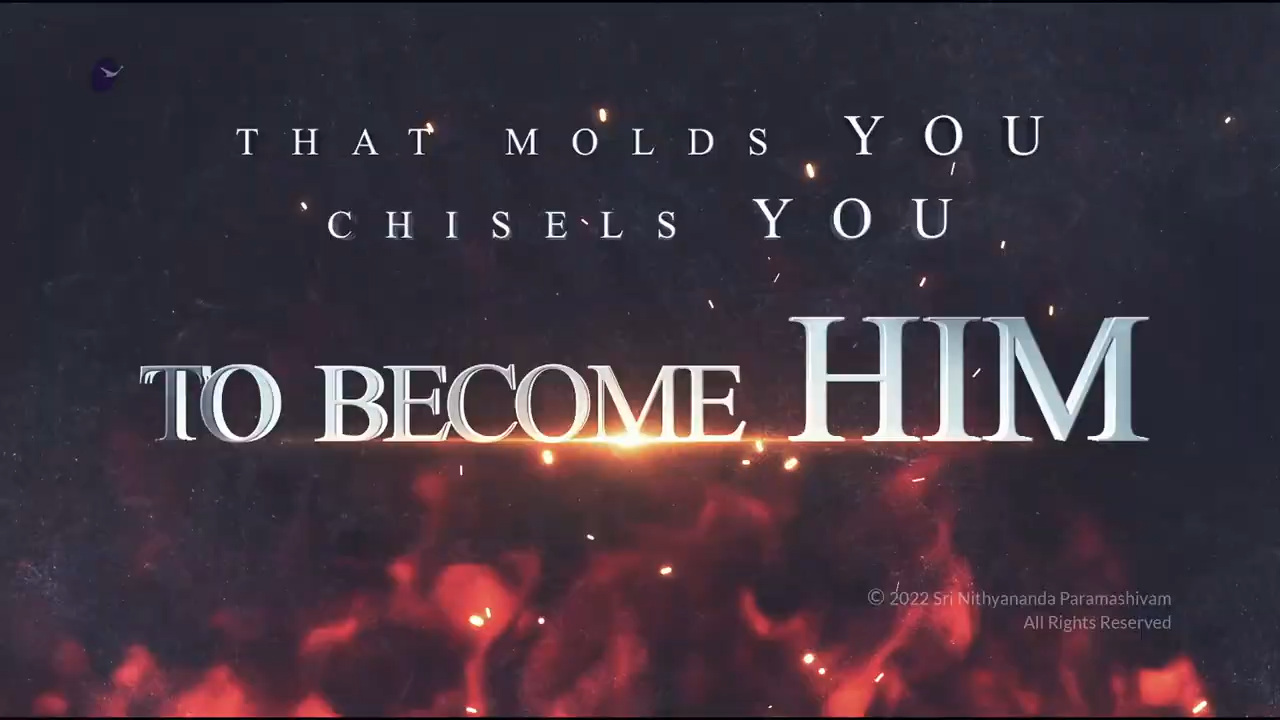 THAT MOLDS YOU
CHISELS YOU
TO BECOME HIM
© 2022 Sri Nithyananda Paramashivam
All Rights Reserved